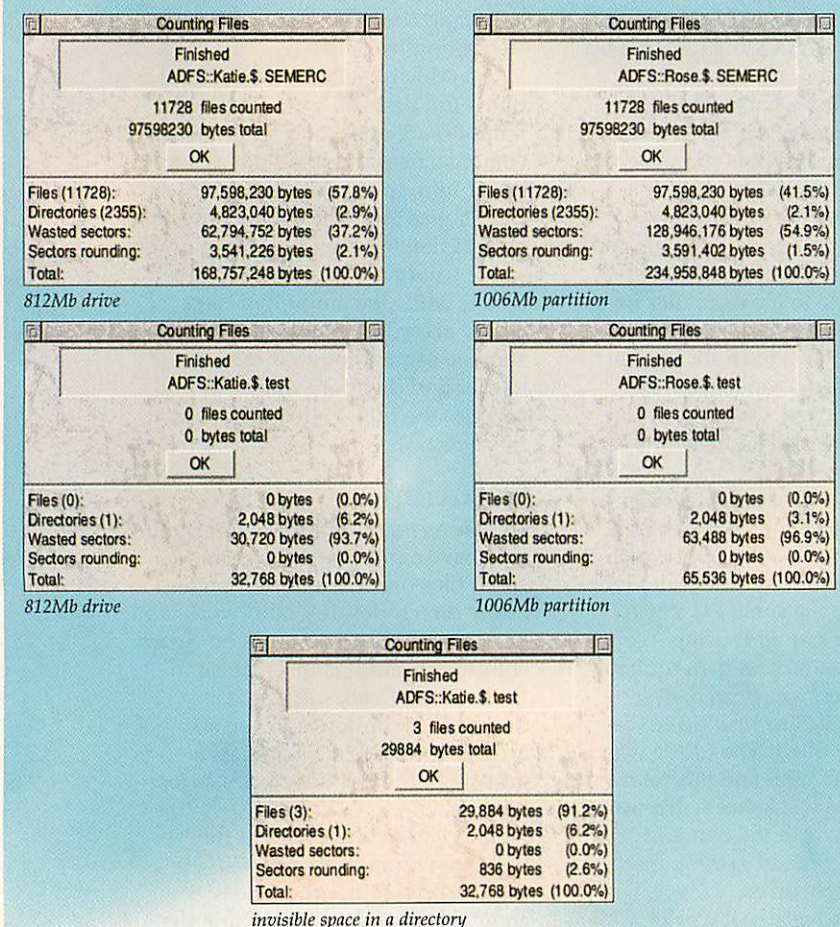 Counting Files
Finished
ADFS::Katie.$.SEMERC
11728 files counted
97598230 bytes total
OK
Files (11728): 97,598,230 bytes (57.8%)
Directories (2355): 4,823,040 bytes (2.9%)
Wasted sectors: 62,794,752 bytes (37.2%)
Sectors rounding: 3,541,226 bytes (2.1%)
Total: 168,757,248 bytes (100.0%)
812Mb drive
Counting Files
Finished
ADFS::Rose.$.SEMERC
11728 files counted
97598230 bytes total
OK
Files (11728): 97,598,230 bytes (41.5%)
Directories (2355): 4,823,040 bytes (2.1%)
Wasted sectors: 128,946,176 bytes (54.9%)
Sectors rounding: 3,591,402 bytes (1.5%)
Total: 234,958,848 bytes (100.0%)
1006Mb partition
Counting Files
Finished
ADFS::Katie.$.test
0 files counted
0 bytes total
OK
Files (0): 0 bytes (0.0%)
Directories (1): 2,048 bytes (6.2%)
Wasted sectors: 30,720 bytes (93.7%)
Sectors rounding: 0 bytes (0.0%)
Total: 32,768 bytes (100.0%)
812Mb drive
Counting Files
Finished
ADFS::Rose.$.test
0 files counted
0 bytes total
OK
Files (0): 0 bytes (0.0%)
Directories (1): 2,048 bytes (3.1%)
Wasted sectors: 63,488 bytes (96.9%)
Sectors rounding: 0 bytes (0.0%)
Total: 65,536 bytes (100.0%)
1006Mb partition
Counting Files
Finished
ADFS::Katie.$.test
3 files counted
29884 bytes total
OK
Files (3): 29,884 bytes (91.2%)
Directories (1): 2,048 bytes (6.2%)
Wasted sectors: 0 bytes (0.0%)
Sectors rounding: 836 bytes (2.6%)
Total: 32,768 bytes (100.0%)
invisible space in a directory